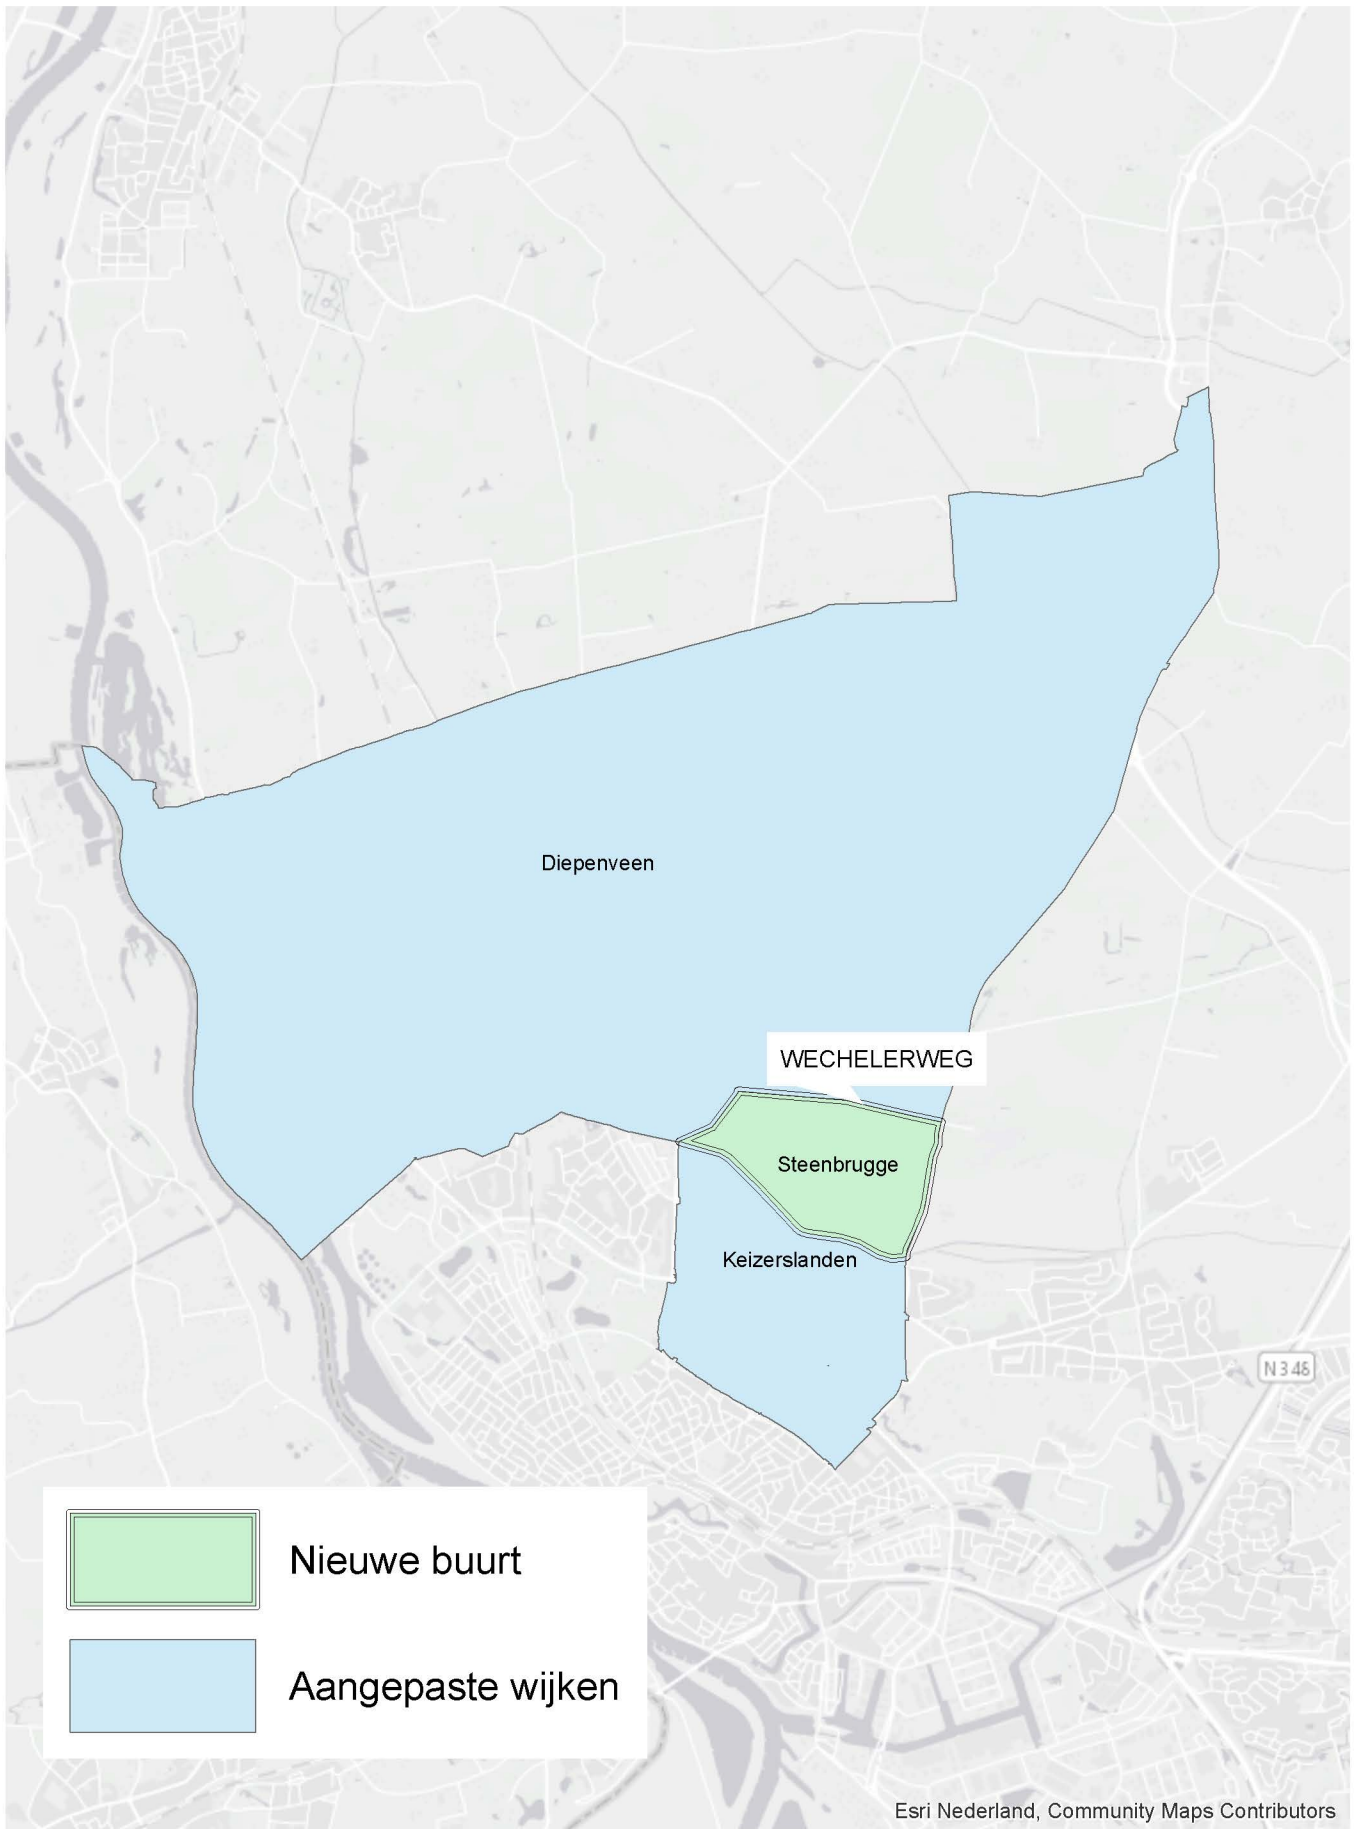 Diepenveen
WECHELERWEG
Steenbrugge
Keizerslanden
N348
Nieuwe buurt
Aangepaste wijken
Esri Nederland, Community Maps Contributors